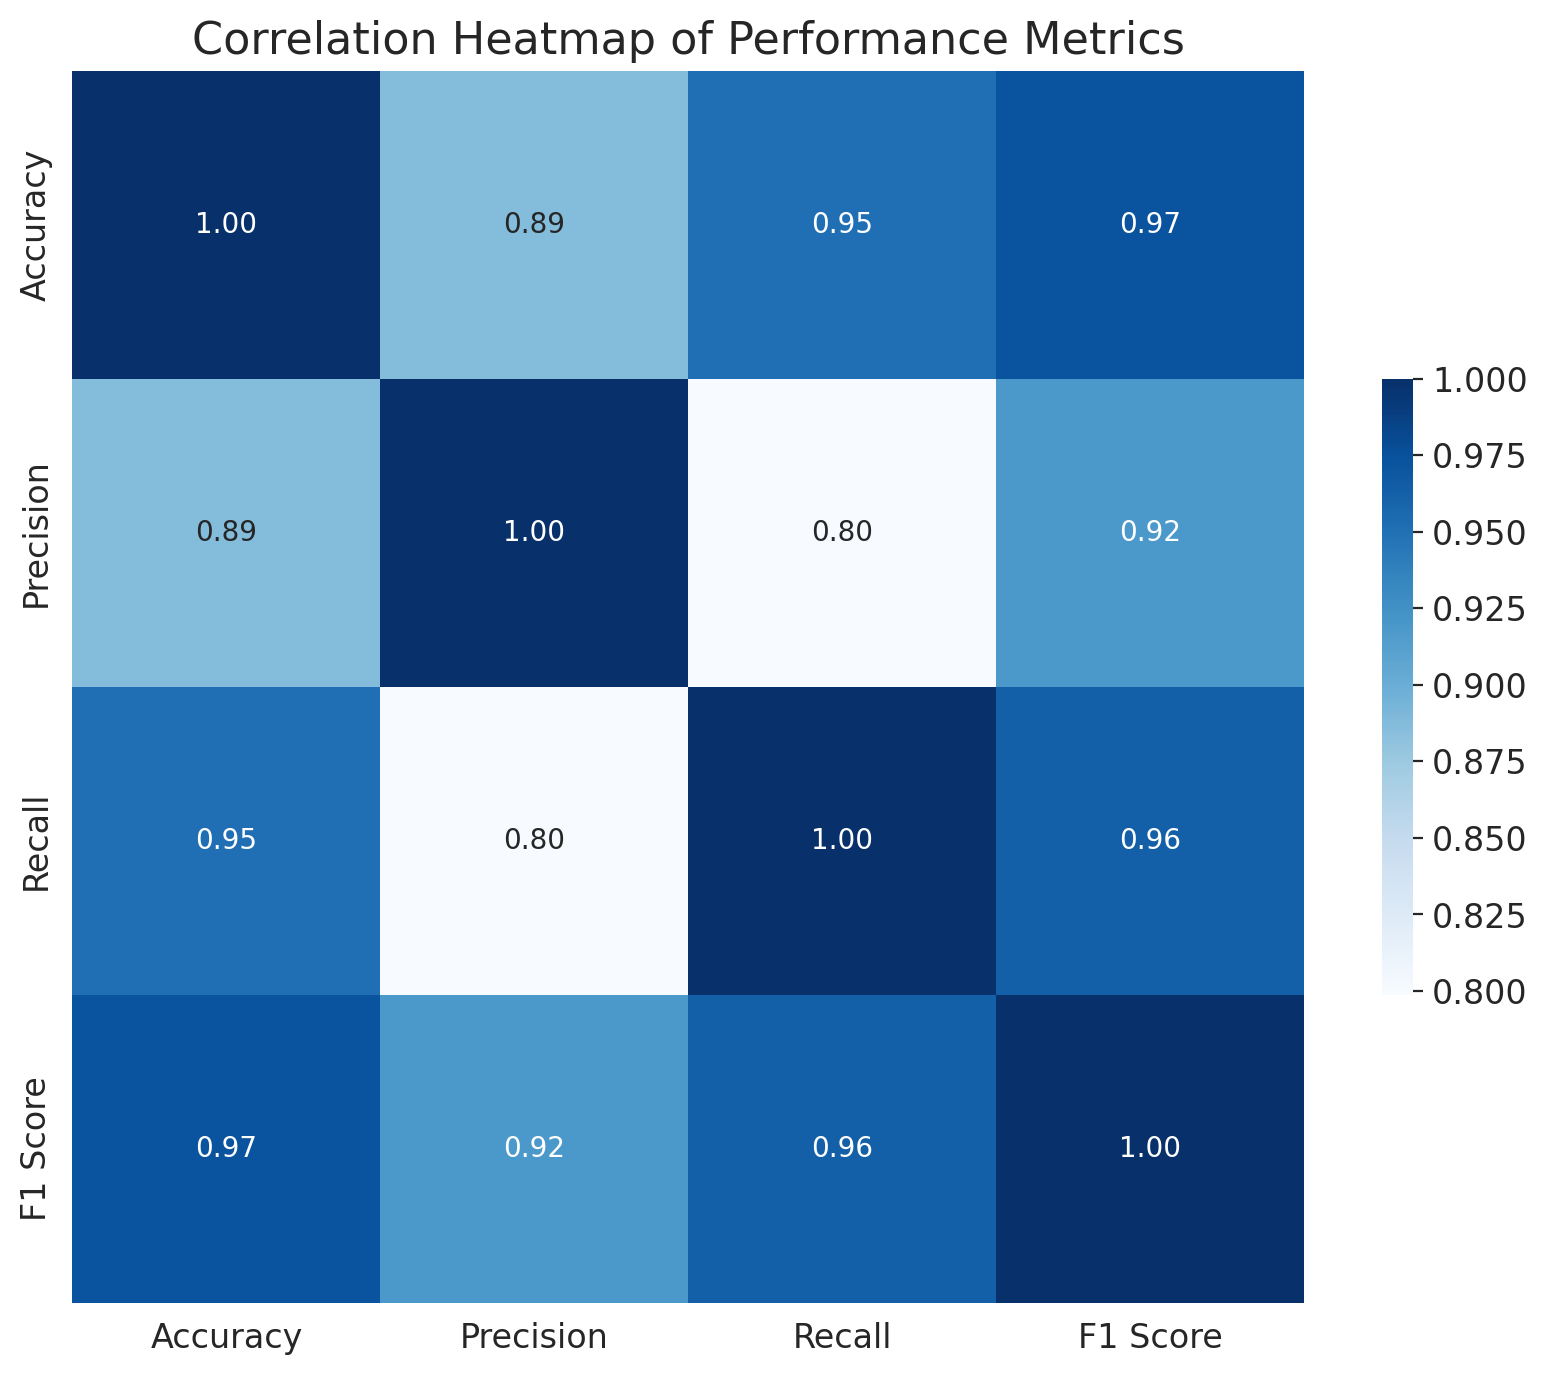 Correlation Heatmap of Performance Metrics
Accuracy
1.00 0.89 0.95 0.97
Precision
0.89 1.00 0.80 0.92
Recall
0.95 0.80 1.00 0.96
F1 Score
0.97 0.92 0.96 1.00
Accuracy Precision Recall F1 Score
1.000
0.975
0.950
0.925
0.900
0.875
0.850
0.825
0.800